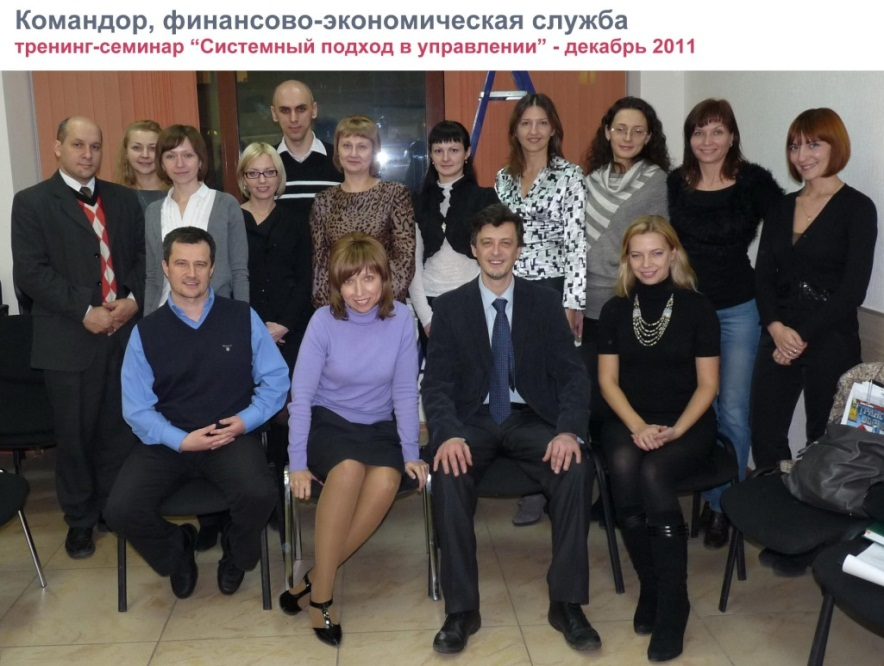 Командор, финансово-экономическая служба
тренинг-семинар “Системный подход в управлении” - декабрь 2011